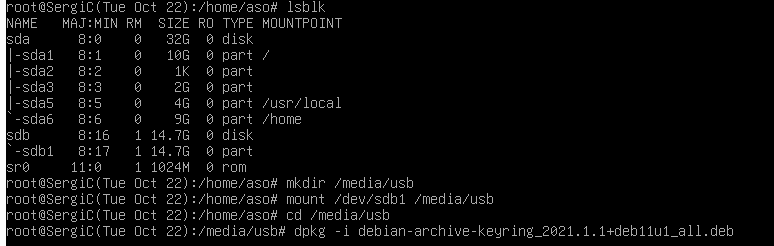 root@SergiC(Tue Oct 22):/home/aso# lsblk
NAME   MAJ:MIN RM  SIZE RO TYPE MOUNTPOINT
sda      8:0    0   32G  0 disk
|-sda1   8:1    0   10G  0 part /
|-sda2   8:2    0    1K  0 part
|-sda3   8:3    0    2G  0 part
|-sda5   8:5    0    4G  0 part /usr/local
`-sda6   8:6    0    9G  0 part /home
sdb      8:16   1 14.7G  0 disk
`-sdb1   8:17   1 14.7G  0 part
sr0     11:0    1 1024M  0 rom
root@SergiC(Tue Oct 22):/home/aso# mkdir /media/usb
root@SergiC(Tue Oct 22):/home/aso# mount /dev/sdb1 /media/usb
root@SergiC(Tue Oct 22):/home/aso# cd /media/usb
root@SergiC(Tue Oct 22):/media/usb# dpkg -i debian-archive-keyring_2021.1.1+deb11u1_all.deb